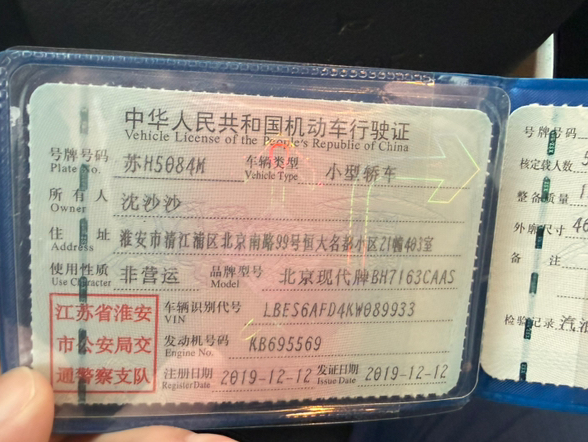 中华人民共和国机动车行驶证
Vehicle License of the People's Republic of China
号牌号码 苏H5084M 车辆类型 小型轿车
Plate No. Vehicle Type
所有人 沈沙沙
Owner
住址 淮安市清江浦区北京南路99号恒大名都小区21幢403室
Address
使用性质 非营运 品牌型号 北京现代牌BH7163CAAS
Use Character Model
江苏省淮安
市公安局交
通警察支队
车辆识别代号 LBES6AFD4KW089933
VIN
发动机号码 KB695569
Engine No.
注册日期 2019-12-12 发证日期 2019-12-12
Register Date Issue Date
号牌号码
核定载人数
整备质量 1
外廓尺寸 46
备注
检验记录